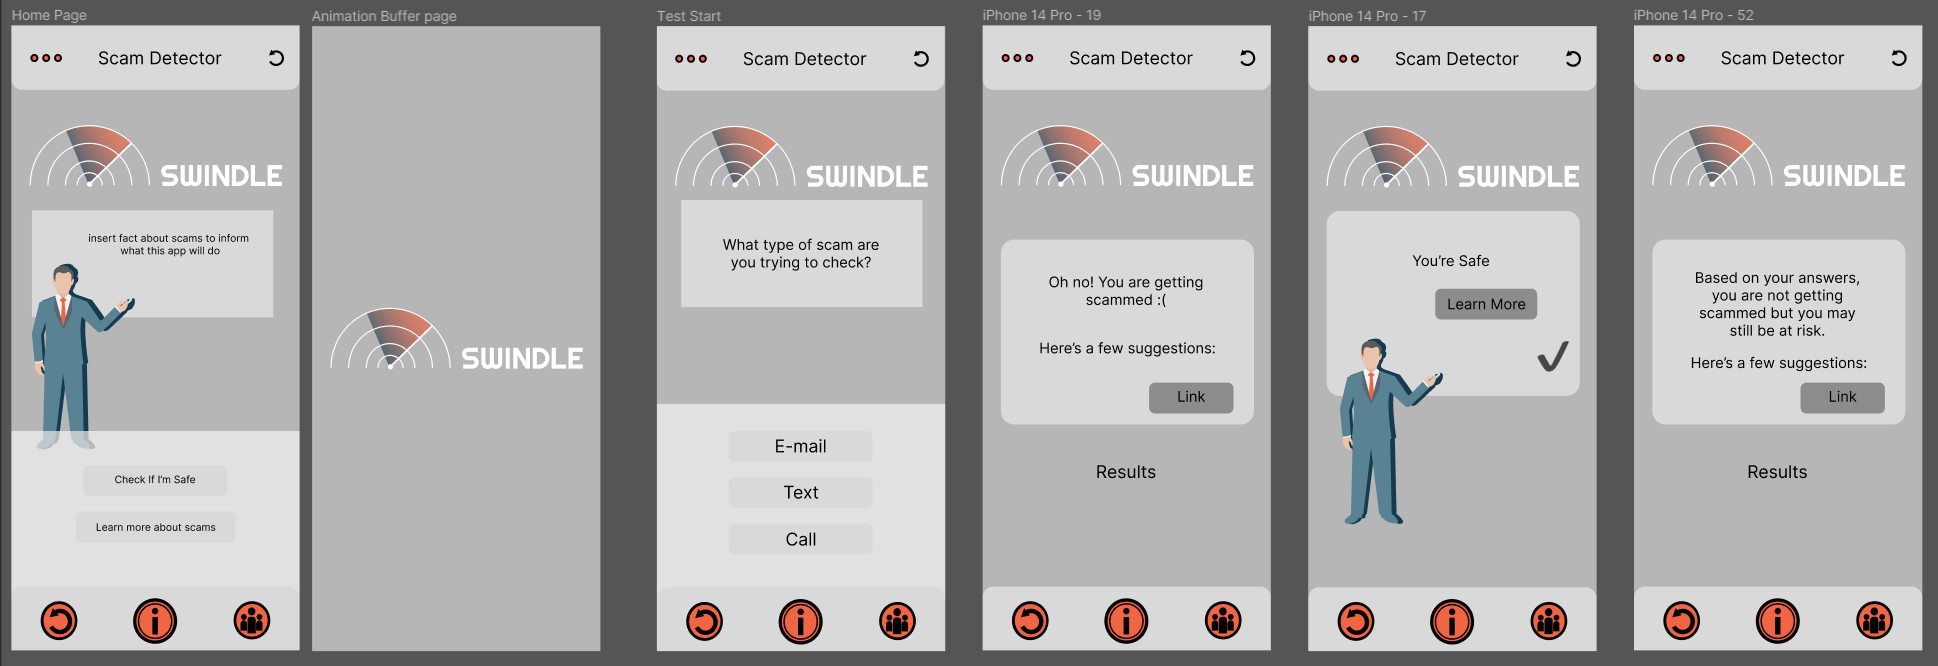 Home Page
Scam Detector
SWINDLE
insert fact about scams to inform
what this app will do
Check If I'm Safe
Learn more about scams
Animation Buffer page
SWINDLE
Test Start
Scam Detector
SWINDLE
What type of scam are
you trying to check?
E-mail
Text
Call
iPhone 14 Pro - 19
Scam Detector
SWINDLE
Oh no! You are getting
scammed :(
Here's a few suggestions:
Link
Results
iPhone 14 Pro - 17
Scam Detector
SWINDLE
You're Safe
Learn More
iPhone 14 Pro - 52
Scam Detector
SWINDLE
Based on your answers,
you are not getting
scammed but you may
still be at risk.
Here's a few suggestions:
Link
Results